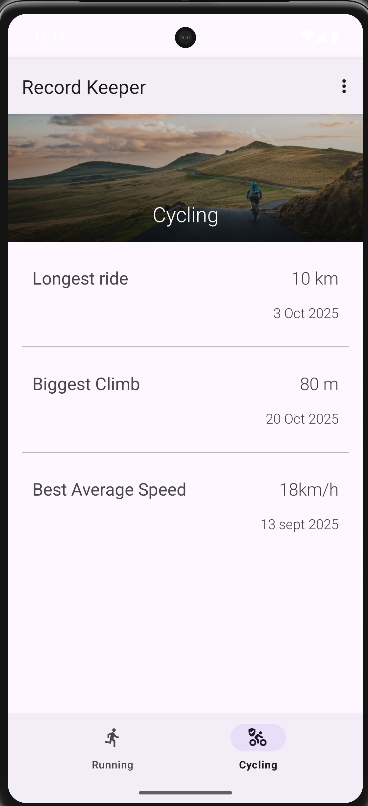 Record Keeper
Cycling
Longest ride 10 km
3 Oct 2025
Biggest Climb 80 m
20 Oct 2025
Best Average Speed 18km/h
13 sept 2025
Running Cycling